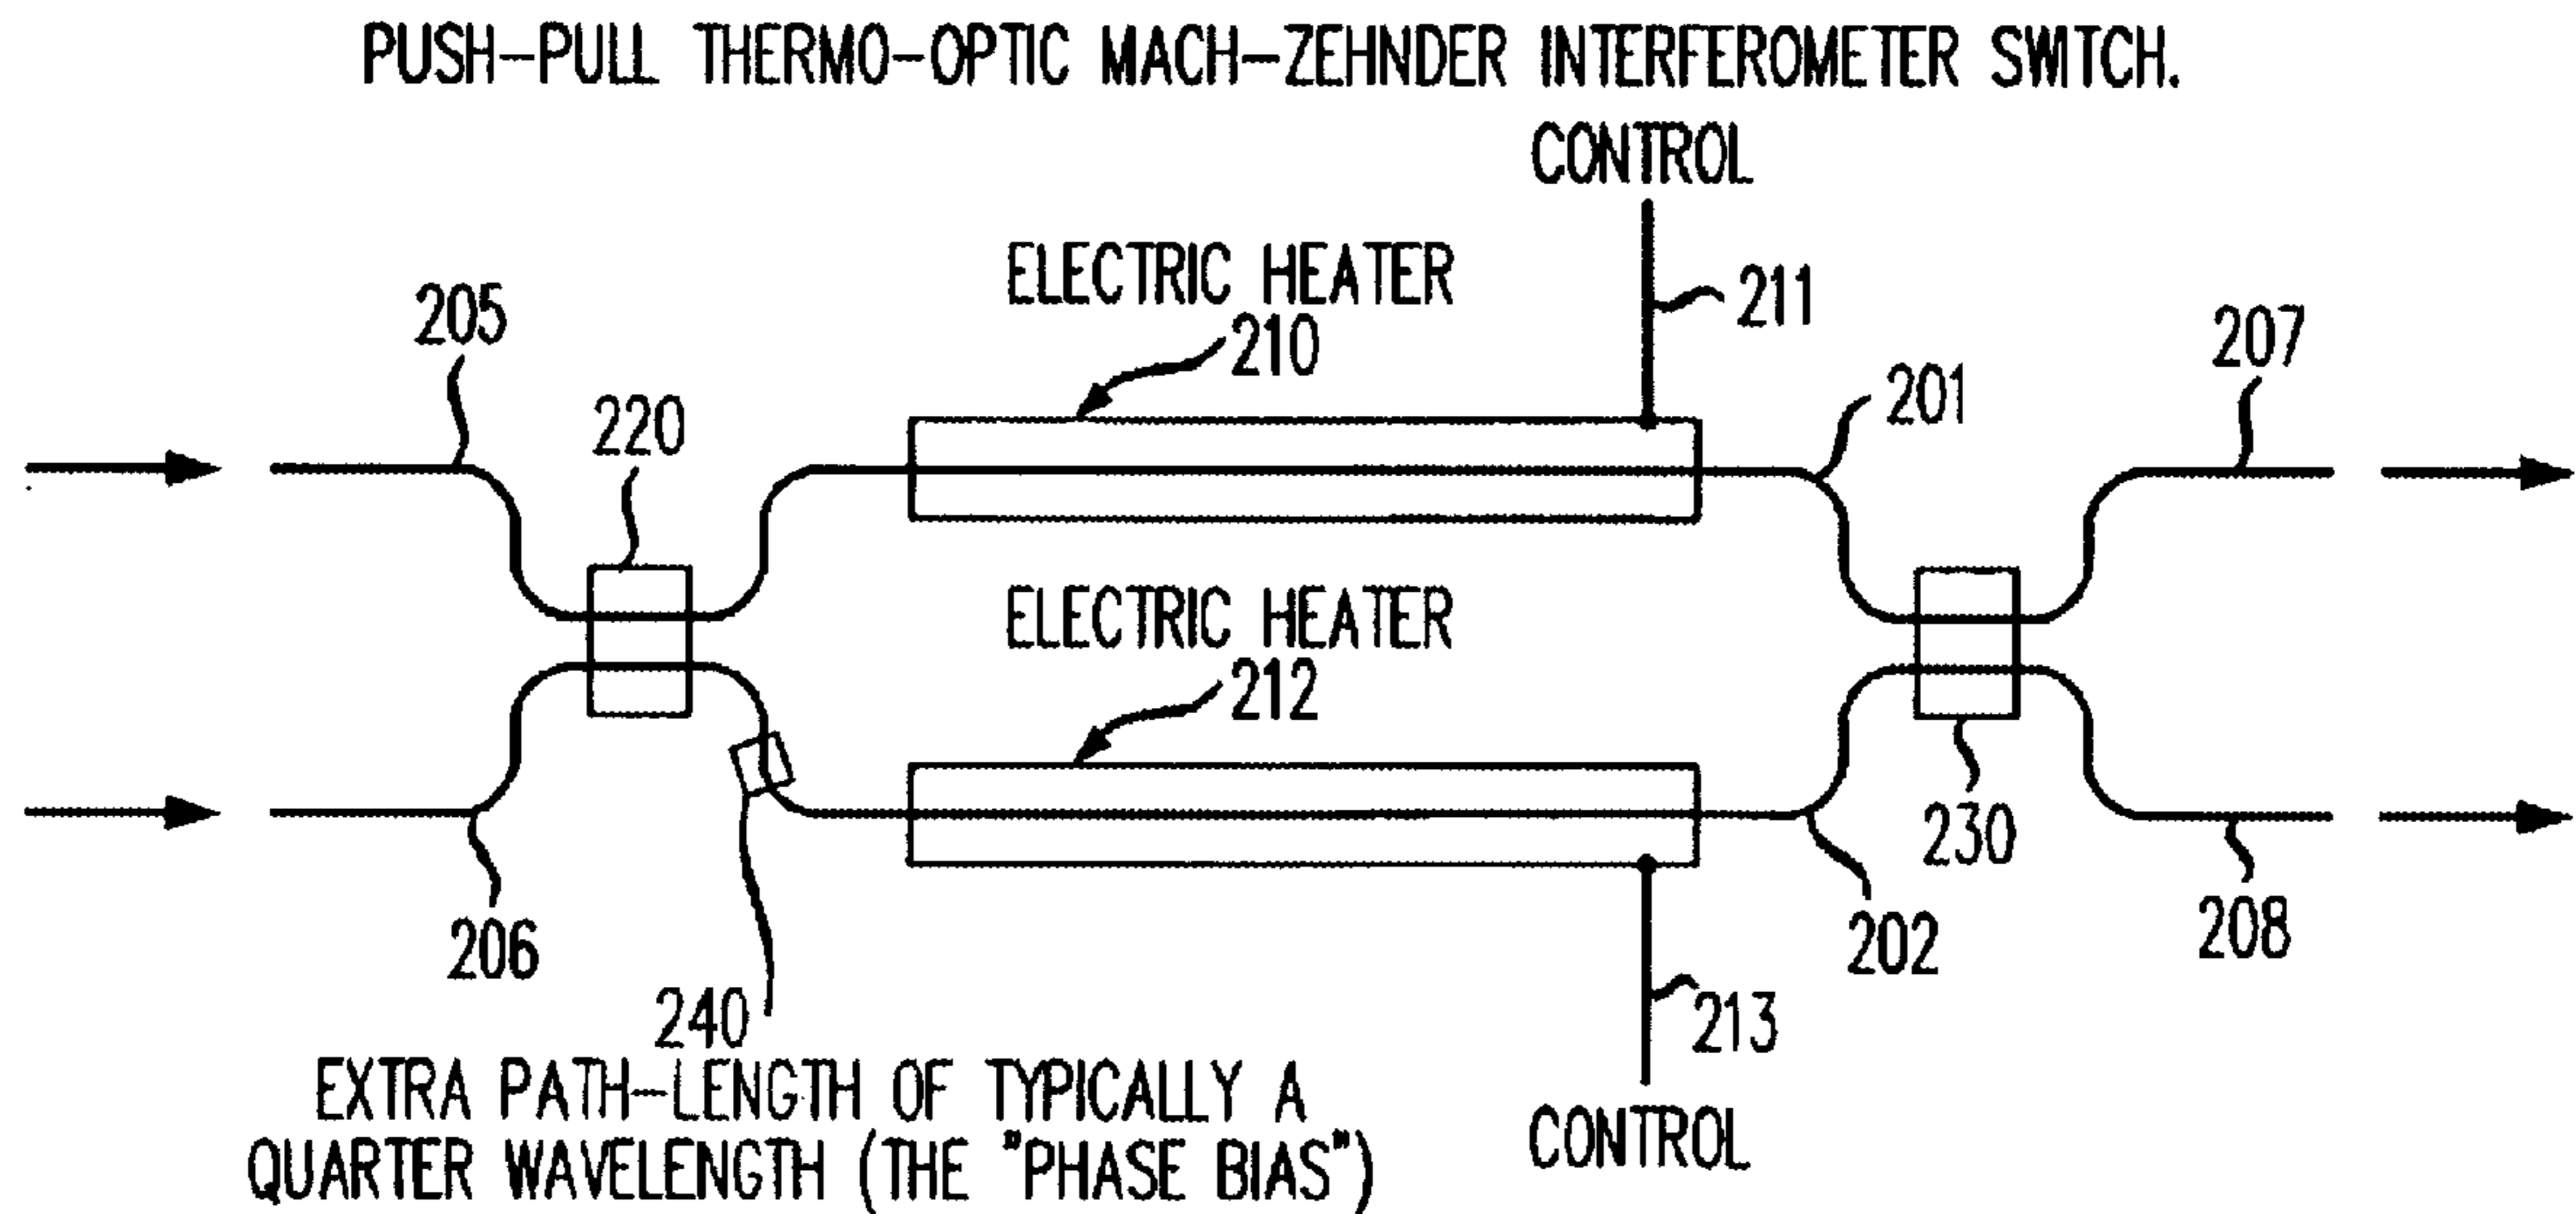 PUSH-PULL THERMO-OPTIC MACH-ZEHNDER INTERFEROMETER SWITCH.
CONTROL
ELECTRIC HEATER
205
210
211
207
220
201
ELECTRIC HEATER
212
230
206
202
208
240
213
EXTRA PATH-LENGTH OF TYPICALLY A
QUARTER WAVELENGTH (THE "PHASE BIAS")
CONTROL